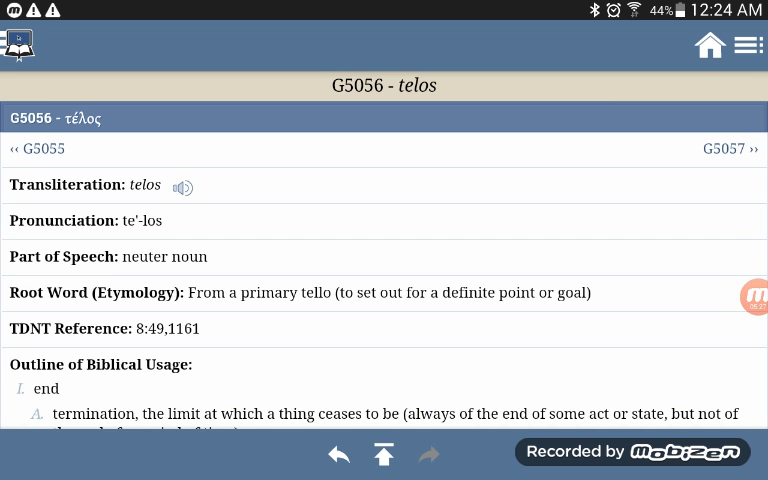 44% 12:24 AM
G5056 - telos
G5056 - τέλος
‹‹ G5055
G5057 ››
Transliteration: telos
Pronunciation: te'-los
Part of Speech: neuter noun
Root Word (Etymology): From a primary tello (to set out for a definite point or goal)
05:27
TDNT Reference: 8:49,1161
Outline of Biblical Usage:
I. end
A. termination, the limit at which a thing ceases to be (always of the end of some act or state, but not of
Recorded by mobizen